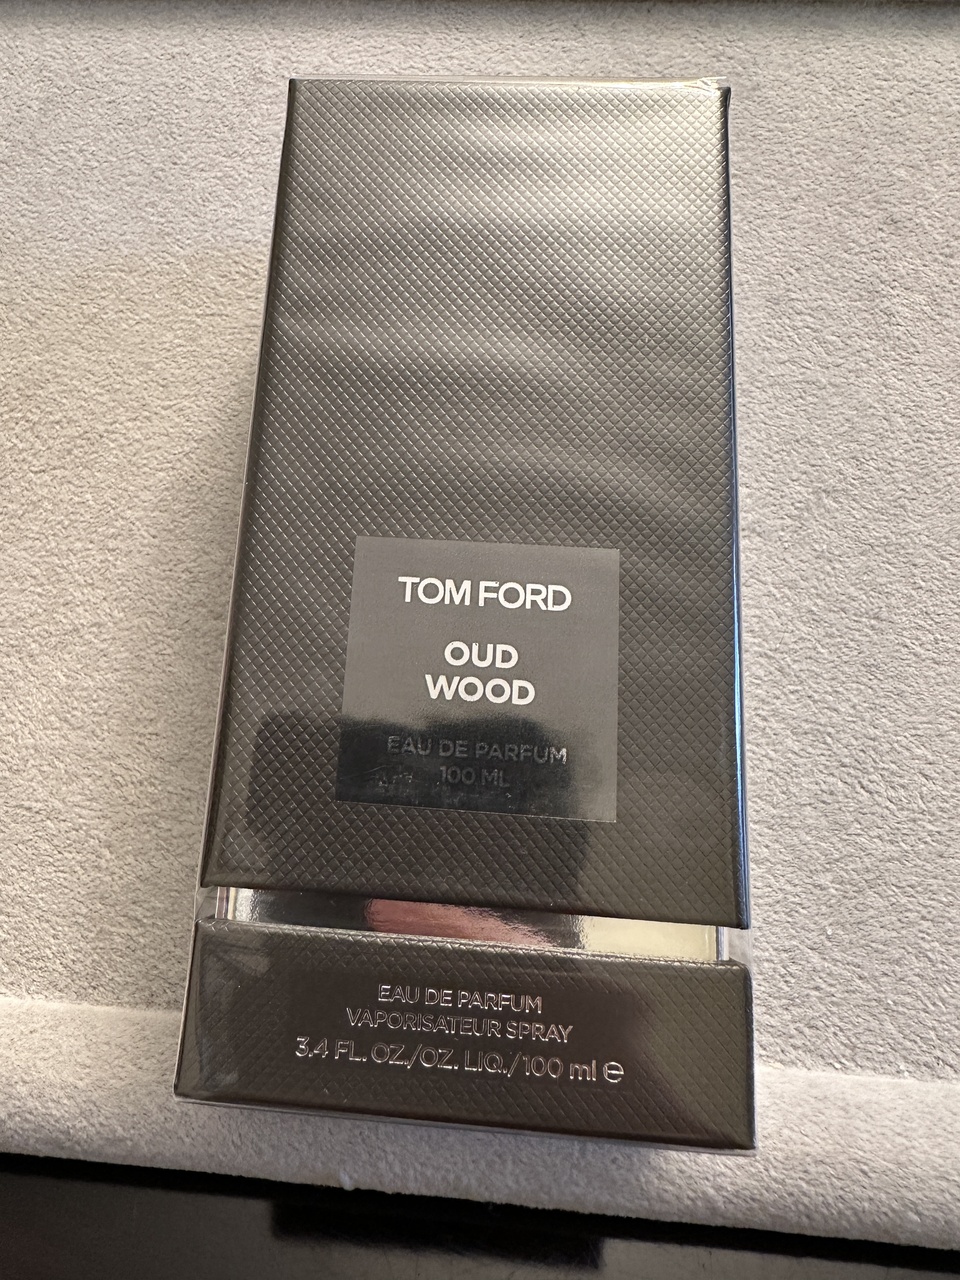 TOM FORD
OUD
WOOD
EAU DE PARFUM
100 ML
EAU DE PARFUM
VAPORISATEUR SPRAY
3.4 FL. OZ./OZ. LIQ./100 ml ℮